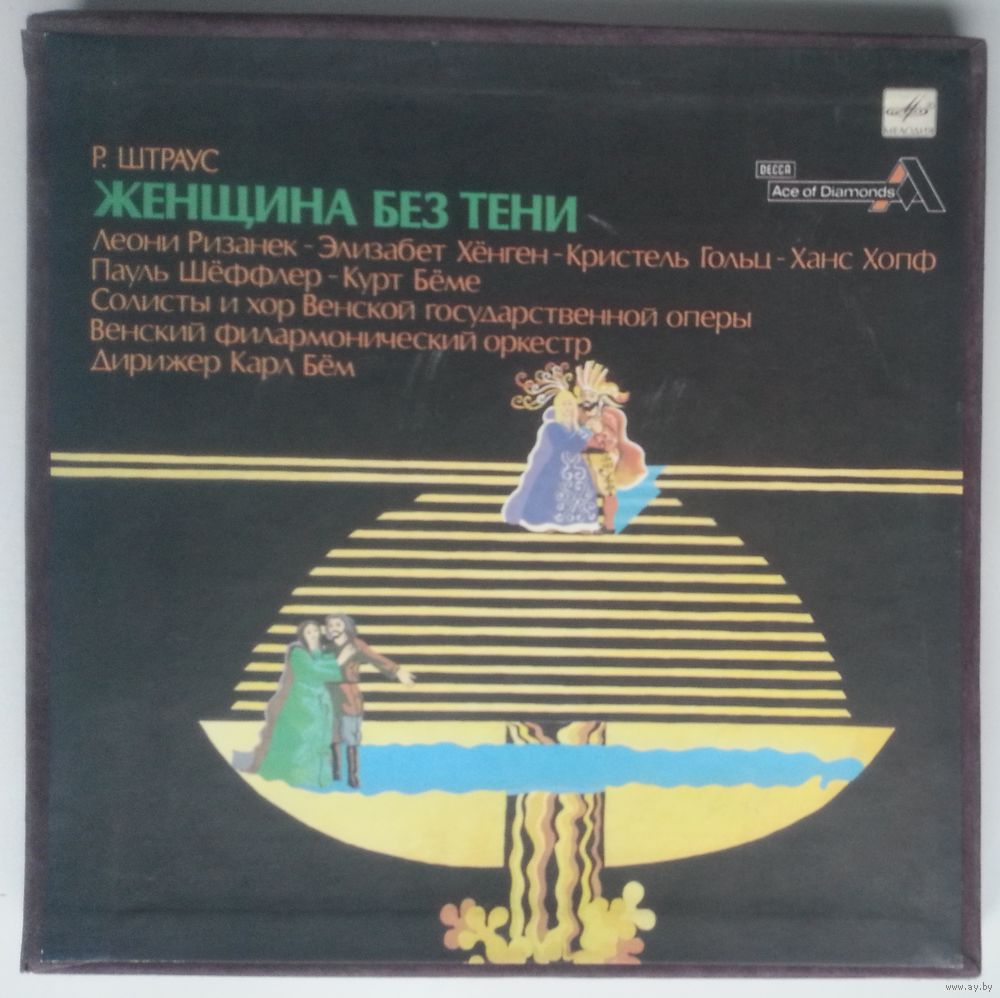 МЕЛОДИЯ
DECCA
Ace of Diamonds
Р. ШТРАУС
ЖЕНЩИНА БЕЗ ТЕНИ
Леони Ризанек - Элизабет Хёнген - Кристель Гольц - Ханс Хопф
Пауль Шёффлер - Курт Бёме
Солисты и хор Венской государственной оперы
Венский филармонический оркестр
Дирижер Карл Бём
www.ay.by